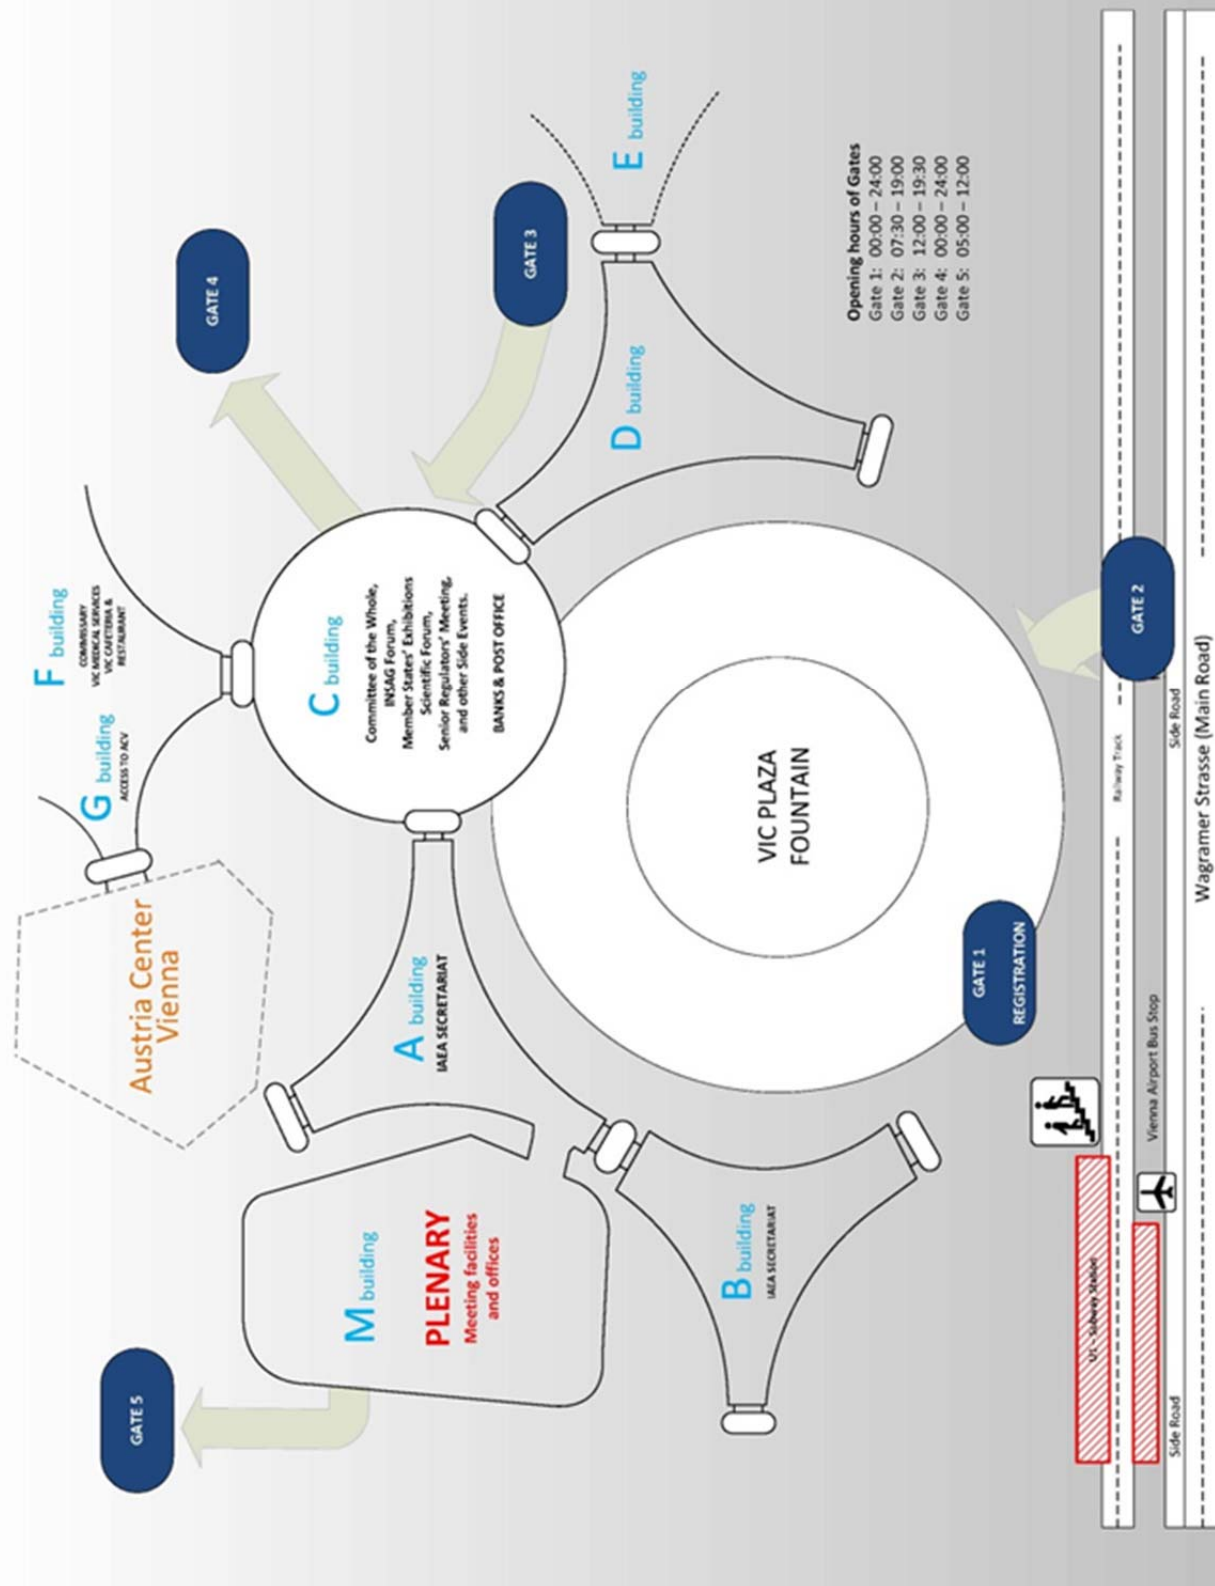 GATE 5
Austria Center
Vienna
G building
ACCESS TO ACV
F building
COMMISSARY
VIC MEDICAL SERVICES
VIC CAFETERIA &
RESTAURANT
GATE 4
M building
PLENARY
Meeting facilities
and offices
A building
IAEA SECRETARIAT
C building
Committee of the Whole,
INSAG Forum,
Member States' Exhibitions
Scientific Forum,
Senior Regulators' Meeting,
and other Side Events.
BANKS & POST OFFICE
GATE 3
D building
E building
B building
IAEA SECRETARIAT
VIC PLAZA
FOUNTAIN
Opening hours of Gates
Gate 1: 00:00 – 24:00
Gate 2: 07:30 – 19:00
Gate 3: 12:00 – 19:30
Gate 4: 00:00 – 24:00
Gate 5: 05:00 – 12:00
GATE 1
REGISTRATION
U1 - Subway Station
Railway Track
GATE 2
Vienna Airport Bus Stop
Side Road
Side Road
Wagramer Strasse (Main Road)